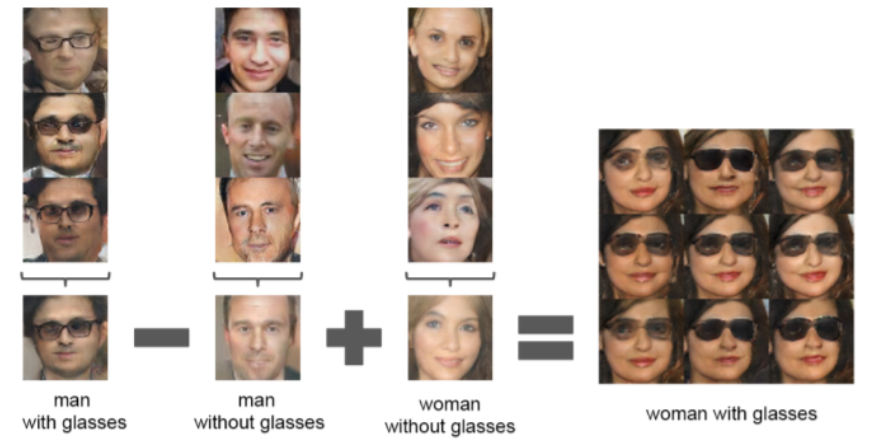 man
with glasses
man
without glasses
woman
without glasses
woman with glasses